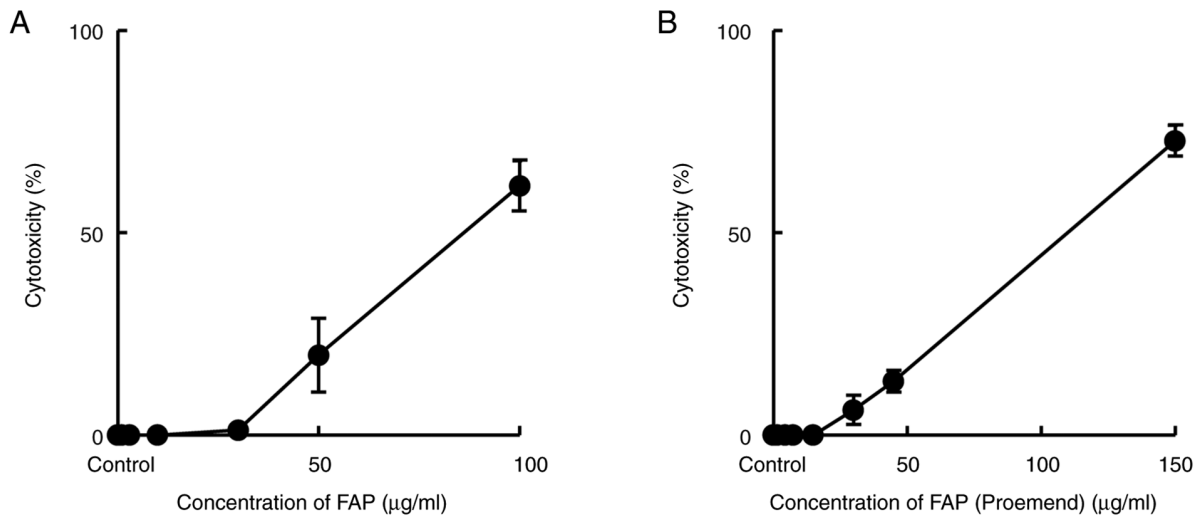 A
100
50
0
Cytotoxicity (%)
Control
50
100
Concentration of FAP (μg/ml)
B
100
50
0
Cytotoxicity (%)
Control
50
100
150
Concentration of FAP (Proemend) (μg/ml)